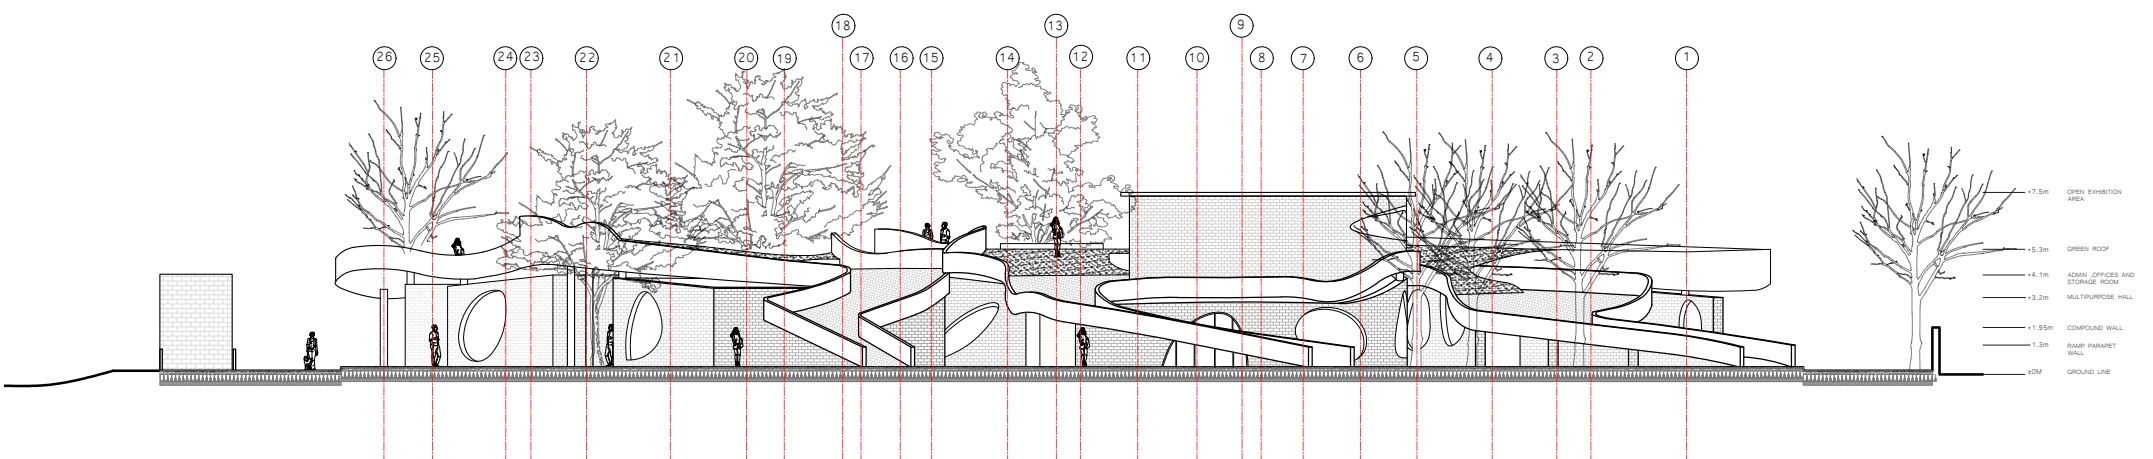 18
13
9
26
25
24
23
22
21
20
19
17
16
15
14
12
11
10
8
7
6
5
4
3
2
1
+7.5m OPEN EXHIBITION
AREA
+5.3m GREEN ROOF
+4.1m ADMIN ,OFFICES AND
STORAGE ROOM
+3.2m MULTIPURPOSE HALL
+1.95m COMPOUND WALL
+1.3m RAMP PARAPET
WALL
±0M GROUND LINE